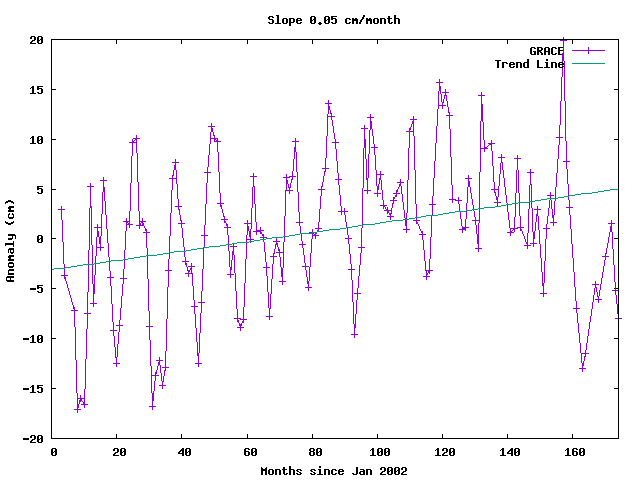 Slope 0.05 cm/month
GRACE
Trend Line
20
15
10
5
0
-5
-10
-15
-20
Anomaly (cm)
0 20 40 60 80 100 120 140 160
Months since Jan 2002